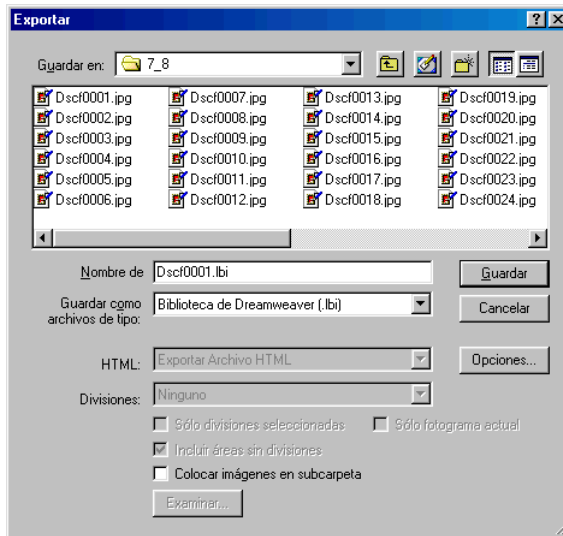 Exportar
Guardar en: 7_8
Dscf0001.jpg Dscf0007.jpg Dscf0013.jpg Dscf0019.jpg
Dscf0002.jpg Dscf0008.jpg Dscf0014.jpg Dscf0020.jpg
Dscf0003.jpg Dscf0009.jpg Dscf0015.jpg Dscf0021.jpg
Dscf0004.jpg Dscf0010.jpg Dscf0016.jpg Dscf0022.jpg
Dscf0005.jpg Dscf0011.jpg Dscf0017.jpg Dscf0023.jpg
Dscf0006.jpg Dscf0012.jpg Dscf0018.jpg Dscf0024.jpg
Nombre de Dscf0001.lbi Guardar
Guardar como
archivos de tipo: Biblioteca de Dreamweaver (.lbi) Cancelar
HTML: Exportar Archivo HTML Opciones...
Divisiones: Ninguno
Sólo divisiones seleccionadas Sólo fotograma actual
Incluir áreas sin divisiones
Colocar imágenes en subcarpeta
Examinar...